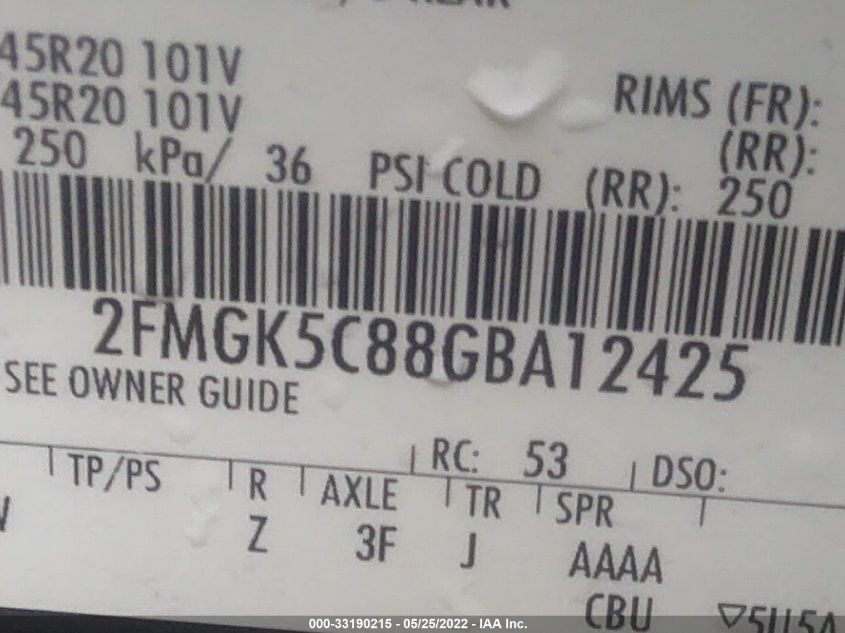 45R20 101V
45R20 101V RIMS (FR):
(RR):
250 kPa/ 36 PSI COLD (RR): 250
2FMGK5C88GBA12425
SEE OWNER GUIDE
RC: 53 DSO:
TP/PS R AXLE TR SPR
Z 3F J AAAA
CBU ▽5U5A
000-33190215 - 05/25/2022 - IAA Inc.